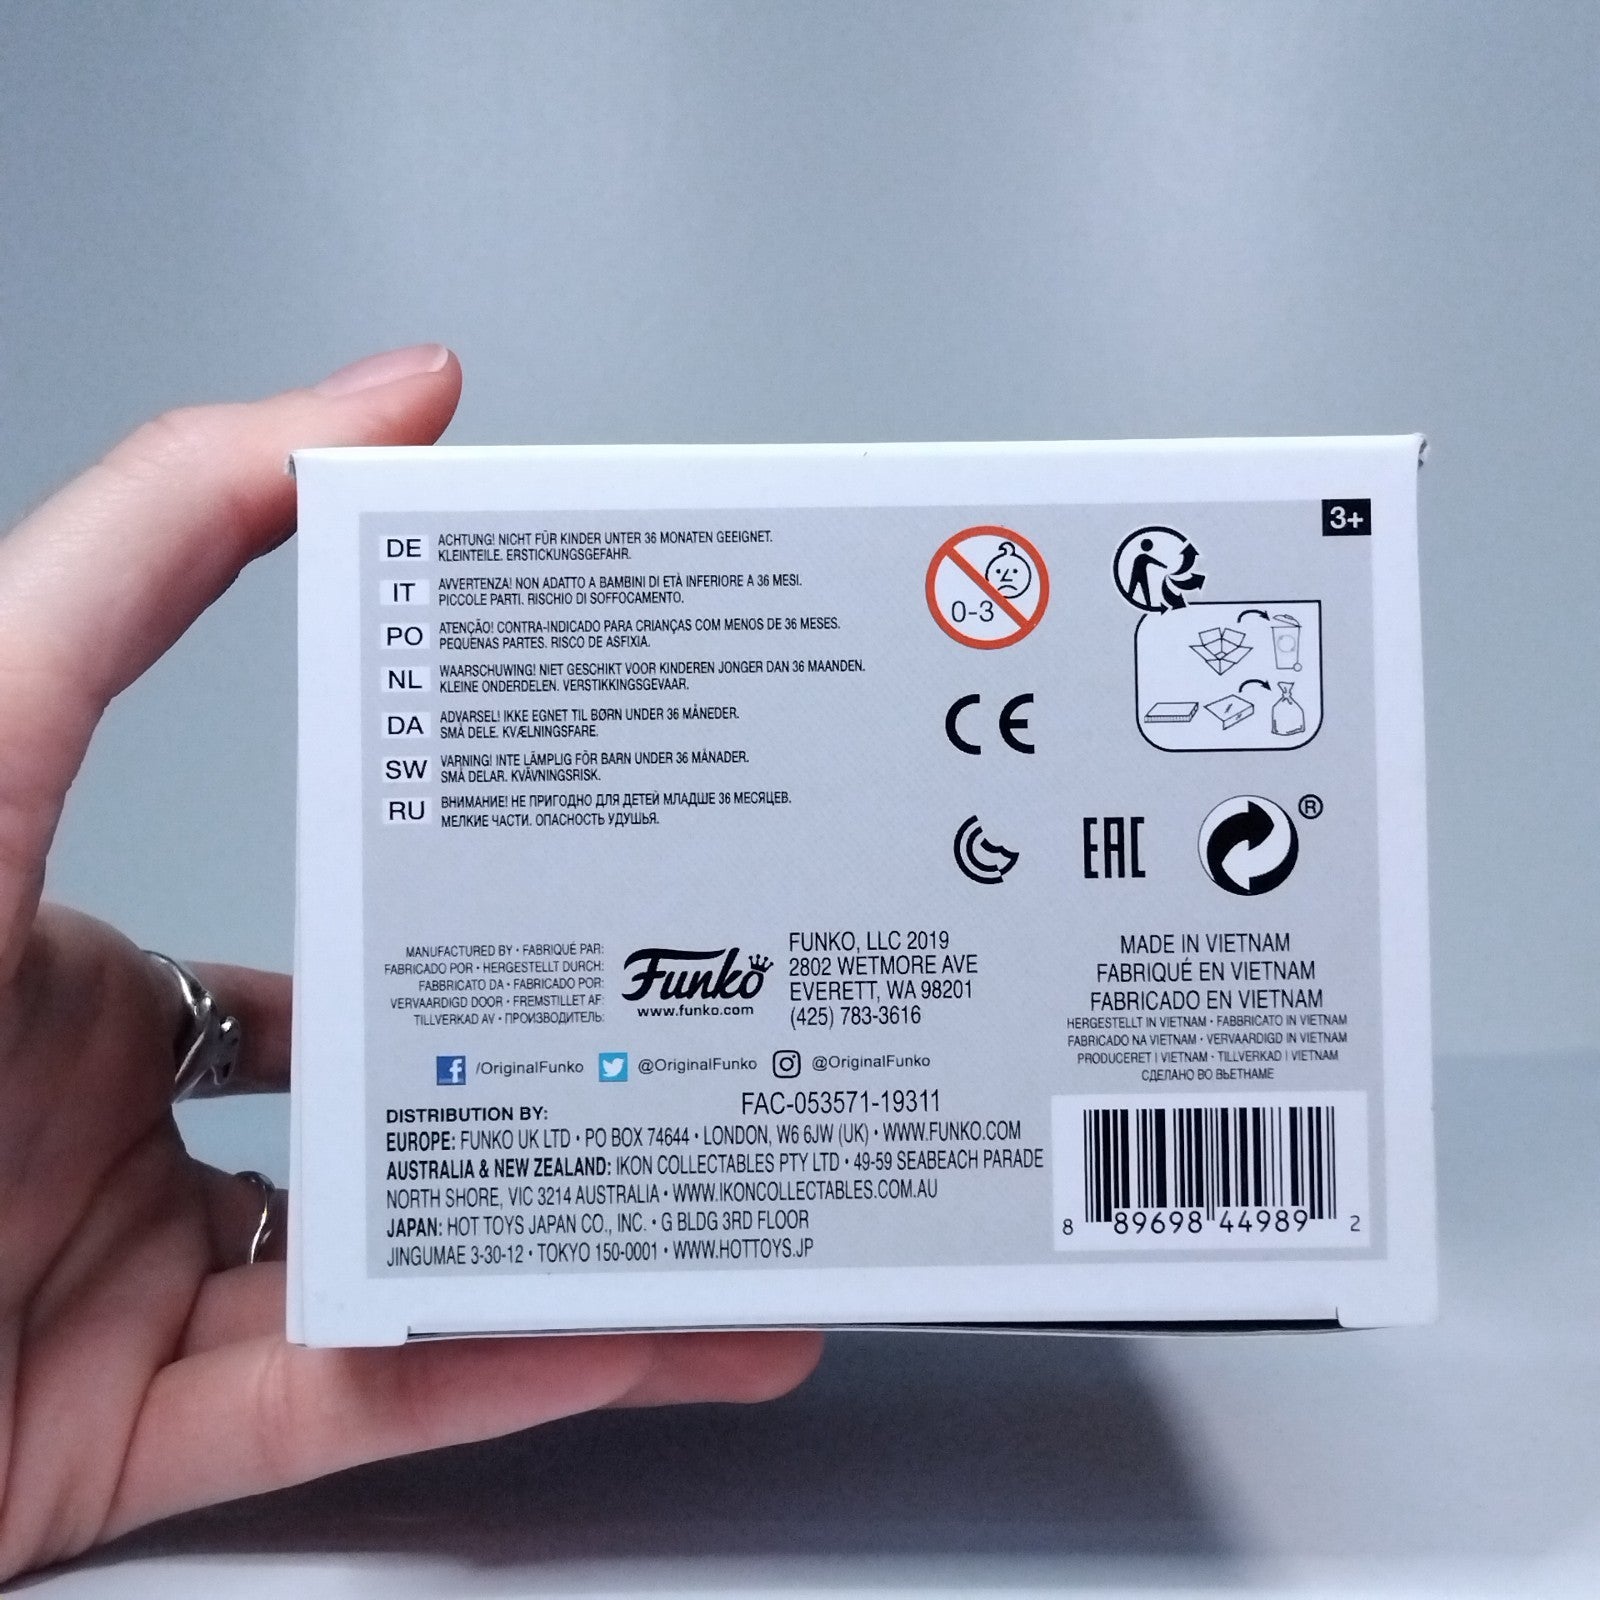 3+
DE
ACHTUNG! NICHT FÜR KINDER UNTER 36 MONATEN GEEIGNET.
KLEINTEILE. ERSTICKUNGSGEFAHR.
IT
AVVERTENZA! NON ADATTO A BAMBINI DI ETÀ INFERIORE A 36 MESI.
PICCOLE PARTI. RISCHIO DI SOFFOCAMENTO.
PO
ATENÇÃO! CONTRA-INDICADO PARA CRIANÇAS COM MENOS DE 36 MESES.
PEQUENAS PARTES. RISCO DE ASFIXIA.
NL
WAARSCHUWING! NIET GESCHIKT VOOR KINDEREN JONGER DAN 36 MAANDEN.
KLEINE ONDERDELEN. VERSTIKKINGSGEVAAR.
DA
ADVARSEL! IKKE EGNET TIL BØRN UNDER 36 MÅNEDER.
SMÅ DELE. KVÆLNINGSFARE.
SW
VARNING! INTE LÄMPLIG FÖR BARN UNDER 36 MÅNADER.
SMÅ DELAR. KVÄVNINGSRISK.
RU
ВНИМАНИЕ! НЕ ПРИГОДНО ДЛЯ ДЕТЕЙ МЛАДШЕ 36 МЕСЯЦЕВ.
МЕЛКИЕ ЧАСТИ. ОПАСНОСТЬ УДУШЬЯ.
0-3
CE
EAC
®
MANUFACTURED BY • FABRIQUÉ PAR:
FABRICADO POR • HERGESTELLT DURCH:
FABBRICATO DA • FABRICADO POR:
VERVAARDIGD DOOR • FREMSTILLET AF:
TILLVERKAD AV • ПРОИЗВОДИТЕЛЬ:
Funko
www.funko.com
FUNKO, LLC 2019
2802 WETMORE AVE
EVERETT, WA 98201
(425) 783-3616
MADE IN VIETNAM
FABRIQUÉ EN VIETNAM
FABRICADO EN VIETNAM
HERGESTELLT IN VIETNAM • FABBRICATO IN VIETNAM
FABRICADO NA VIETNAM • VERVAARDIGD IN VIETNAM
PRODUCERET I VIETNAM • TILLVERKAD I VIETNAM
СДЕЛАНО ВО ВЬЕТНАМЕ
f /OriginalFunko @OriginalFunko @OriginalFunko
FAC-053571-19311
DISTRIBUTION BY:
EUROPE: FUNKO UK LTD • PO BOX 74644 • LONDON, W6 6JW (UK) • WWW.FUNKO.COM
AUSTRALIA & NEW ZEALAND: IKON COLLECTABLES PTY LTD • 49-59 SEABEACH PARADE
NORTH SHORE, VIC 3214 AUSTRALIA • WWW.IKONCOLLECTABLES.COM.AU
JAPAN: HOT TOYS JAPAN CO., INC. • G BLDG 3RD FLOOR
JINGUMAE 3-30-12 • TOKYO 150-0001 • WWW.HOTTOYS.JP
8 89698 44989 2